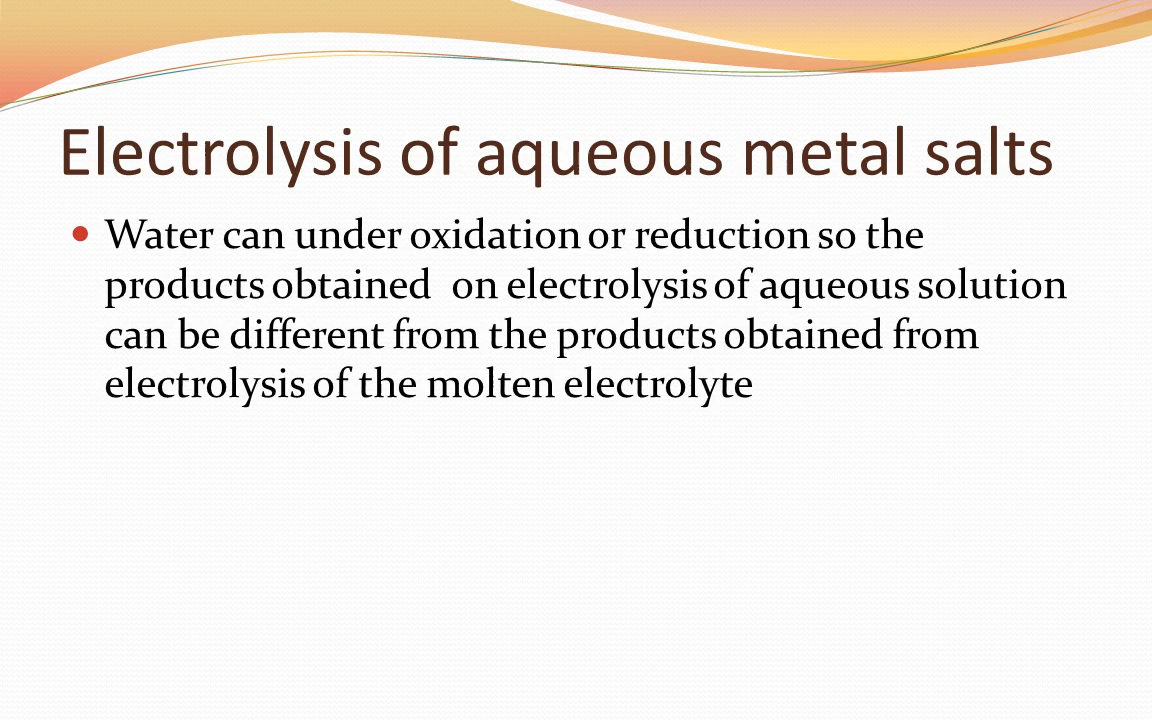 Electrolysis of aqueous metal salts
Water can under oxidation or reduction so the
products obtained on electrolysis of aqueous solution
can be different from the products obtained from
electrolysis of the molten electrolyte